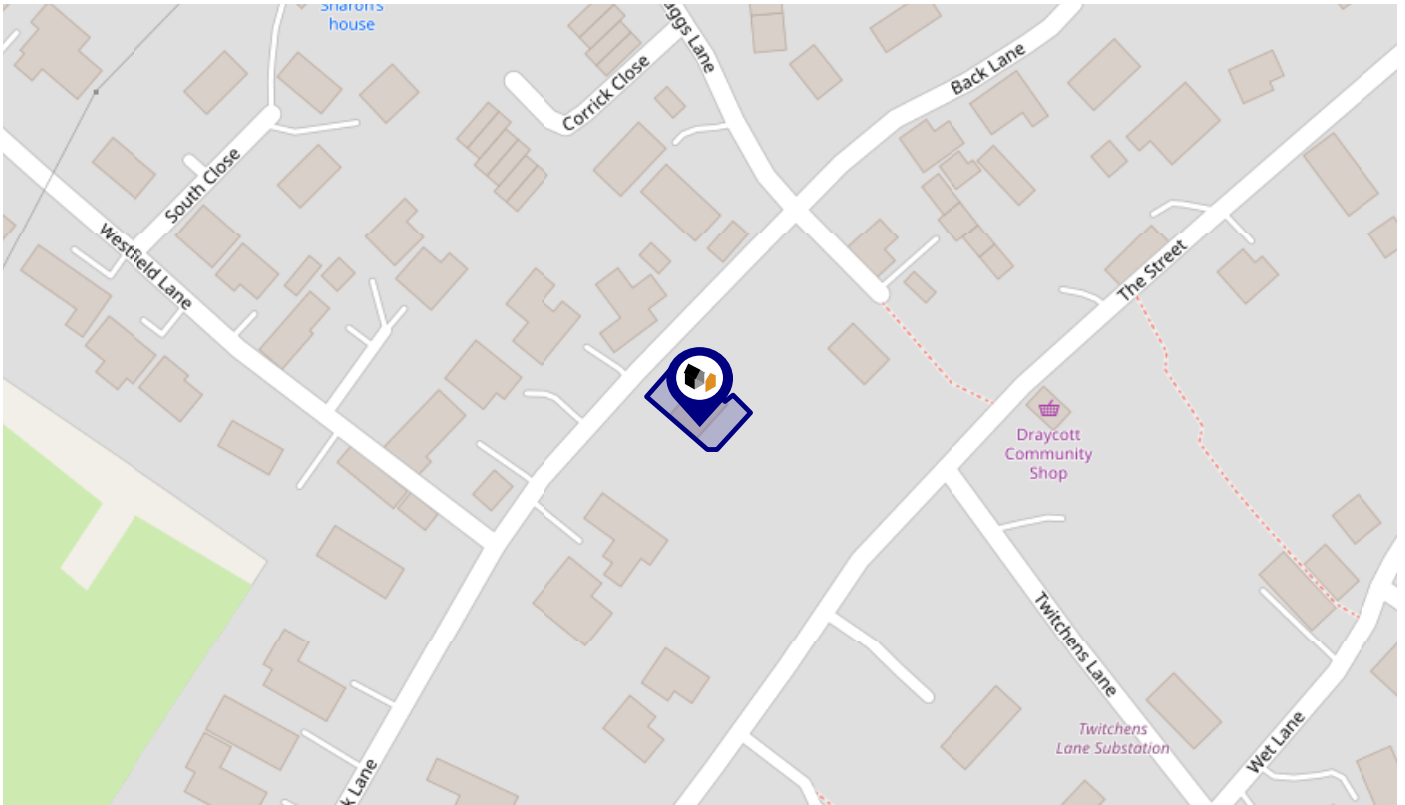 Sharon's
house
aggs Lane
Back Lane
Corrick Close
South Close
Westfield Lane
The Street
Draycott
Community
Shop
Twitchens Lane
Twitchens
Lane Substation
Wet Lane
k Lane